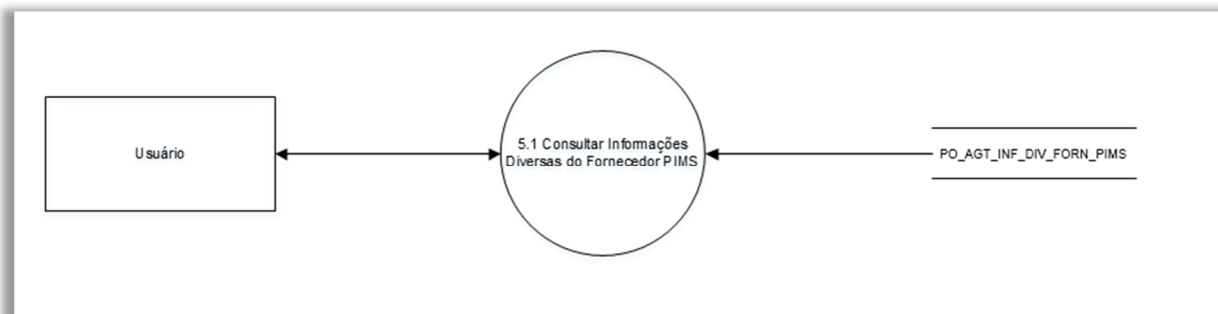 Usuário
5.1 Consultar Informações
Diversas do Fornecedor PIMS
PO_AGT_INF_DIV_FORN_PIMS